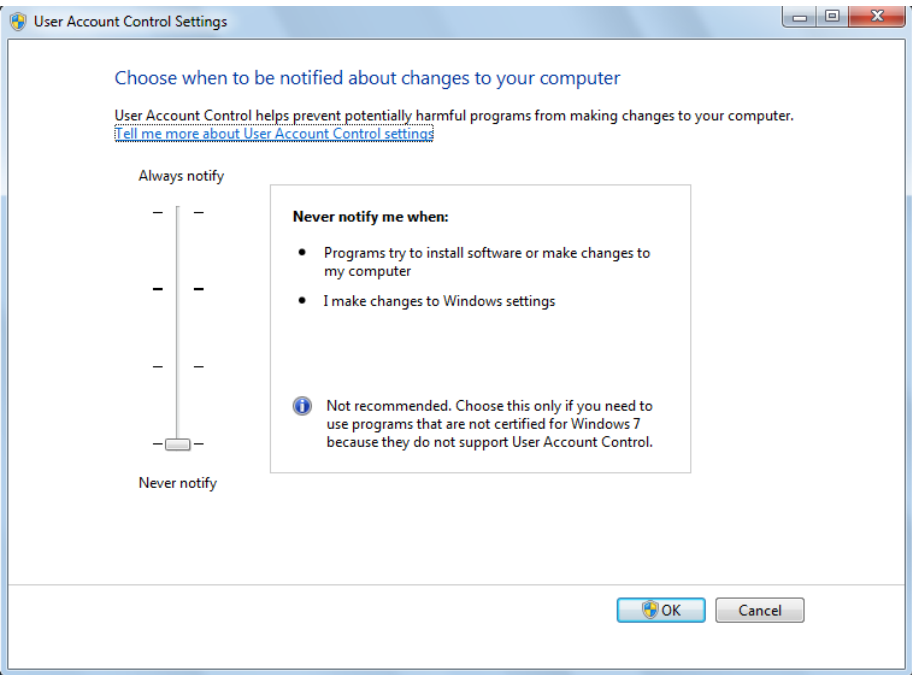 User Account Control Settings
Choose when to be notified about changes to your computer
User Account Control helps prevent potentially harmful programs from making changes to your computer.
Tell me more about User Account Control settings
Always notify
Never notify me when:
• Programs try to install software or make changes to
my computer
• I make changes to Windows settings
Not recommended. Choose this only if you need to
use programs that are not certified for Windows 7
because they do not support User Account Control.
Never notify
OK
Cancel